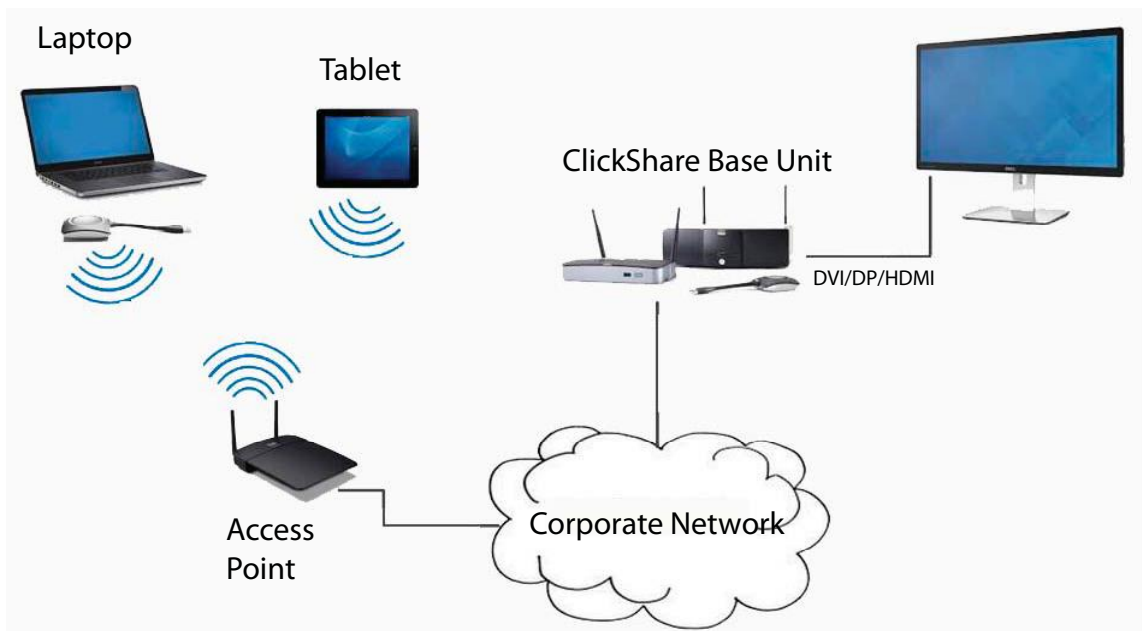 Laptop
Tablet
ClickShare Base Unit
DVI/DP/HDMI
Access
Point
Corporate Network